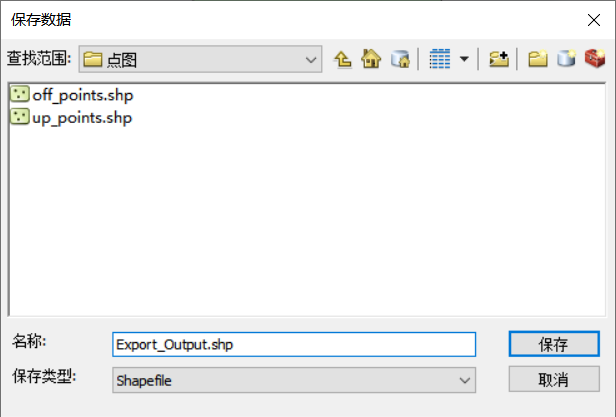 保存数据
查找范围: 点图
off_points.shp
up_points.shp
名称: Export_Output.shp 保存
保存类型: Shapefile 取消